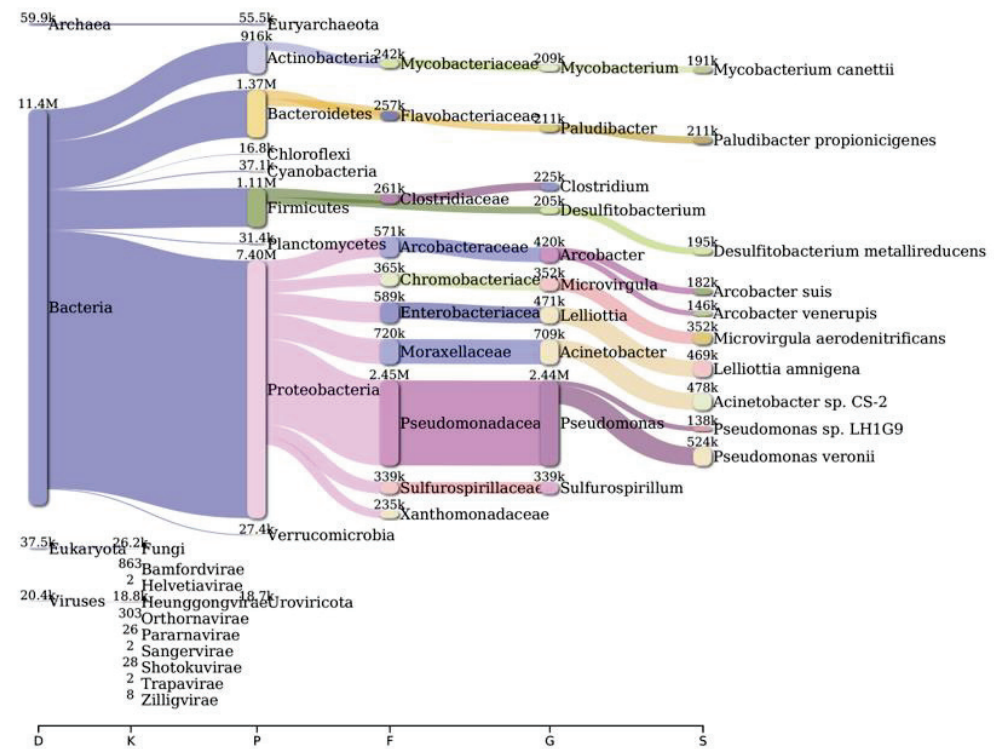 59.9k Archaea 55.5k Euryarchaeota
916k Actinobacteria 242k Mycobacteriaceae 209k Mycobacterium 191k Mycobacterium canettii
11.4M Bacteria
1.37M Bacteroidetes 257k Flavobacteriaceae 211k Paludibacter 211k Paludibacter propionicigenes
16.8k Chloroflexi
37.1k Cyanobacteria
1.11M Firmicutes 261k Clostridiaceae 225k Clostridium
205k Desulfitobacterium 195k Desulfitobacterium metallireducens
31.4k Planctomycetes 571k Arcobacteraceae 420k Arcobacter
7.40M Proteobacteria
365k Chromobacteriaceae 352k Microvirgula
182k Arcobacter suis
146k Arcobacter venerupis
589k Enterobacteriacea 471k Lelliottia
352k Microvirgula aerodenitrificans
720k Moraxellaceae 709k Acinetobacter
469k Lelliottia amnigena
478k Acinetobacter sp. CS-2
2.45M Pseudomonadacea 2.44M Pseudomonas
138k Pseudomonas sp. LH1G9
524k Pseudomonas veronii
339k Sulfurospirillaceae 339k Sulfurospirillum
235k Xanthomonadaceae
27.4k Verrucomicrobia
37.5k Eukaryota 26.2k Fungi
863 Bamfordvirae
2 Helvetiavirae
20.4k Viruses 18.8k Heunggongvirae 18.7k Uroviricota
303 Orthornavirae
26 Pararnavirae
2 Sangervirae
28 Shotokuvirae
2 Trapavirae
8 Zilligvirae
D K P F G S